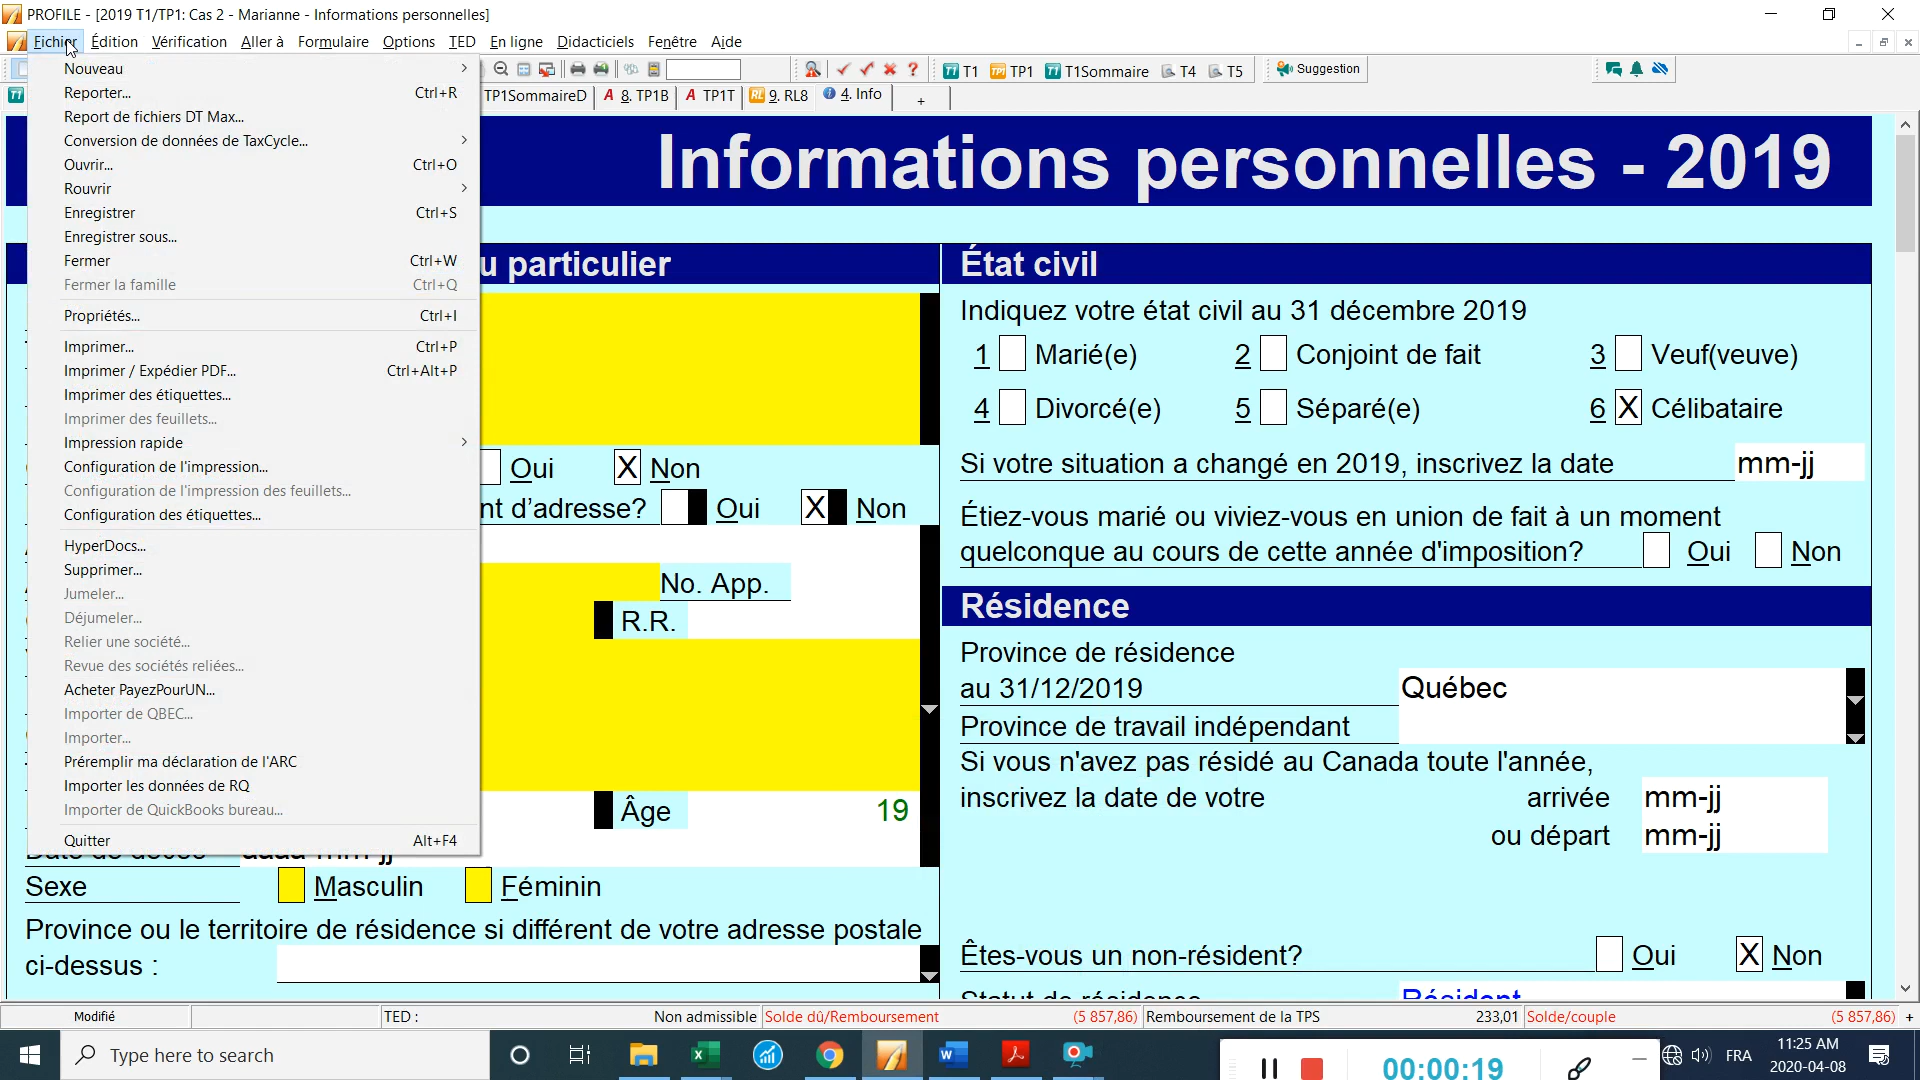 PROFILE - [2019 T1/TP1: Cas 2 - Marianne - Informations personnelles]
Fichier Édition Vérification Aller à Formulaire Options TED En ligne Didacticiels Fenêtre Aide
T1 TP1 T1Sommaire T4 T5 Suggestion
TP1SommaireD 8. TP1B TP1T 9. RL8 4. Info +
Nouveau
Reporter... Ctrl+R
Report de fichiers DT Max...
Conversion de données de TaxCycle...
Ouvrir... Ctrl+O
Rouvrir
Enregistrer Ctrl+S
Enregistrer sous...
Fermer Ctrl+W
Fermer la famille Ctrl+Q
Propriétés... Ctrl+I
Imprimer... Ctrl+P
Imprimer / Expédier PDF... Ctrl+Alt+P
Imprimer des étiquettes...
Imprimer des feuillets...
Impression rapide
Configuration de l'impression...
Configuration de l'impression des feuillets...
Configuration des étiquettes...
HyperDocs...
Supprimer...
Jumeler...
Déjumeler...
Relier une société...
Revue des sociétés reliées...
Acheter PayezPourUN...
Importer de QBEC...
Importer...
Préremplir ma déclaration de l'ARC
Importer les données de RQ
Importer de QuickBooks bureau...
Quitter Alt+F4
Informations personnelles - 2019
u particulier
Oui X Non
nt d'adresse? Oui X Non
No. App.
R.R.
Âge 19
Sexe Masculin Féminin
Province ou le territoire de résidence si différent de votre adresse postale
ci-dessus :
État civil
Indiquez votre état civil au 31 décembre 2019
1 Marié(e) 2 Conjoint de fait 3 Veuf(veuve)
4 Divorcé(e) 5 Séparé(e) 6 X Célibataire
Si votre situation a changé en 2019, inscrivez la date mm-jj
Étiez-vous marié ou viviez-vous en union de fait à un moment
quelconque au cours de cette année d'imposition? Oui Non
Résidence
Province de résidence
au 31/12/2019 Québec
Province de travail indépendant
Si vous n'avez pas résidé au Canada toute l'année,
inscrivez la date de votre arrivée mm-jj
ou départ mm-jj
Êtes-vous un non-résident? Oui X Non
Statut de résidence Résident
Modifié TED : Non admissible Solde dû/Remboursement (5 857,86) Remboursement de la TPS 233,01 Solde/couple (5 857,86) +
Type here to search
00:00:19
FRA
11:25 AM
2020-04-08